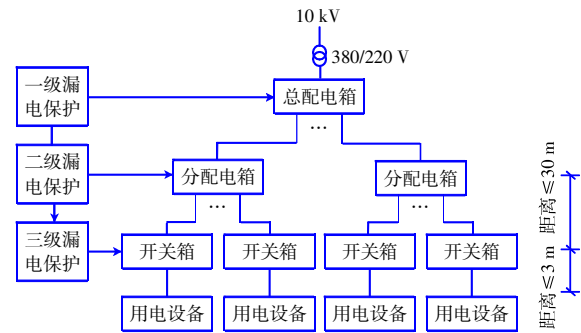 10 kV
380/220 V
一级漏
电保护
总配电箱
…
二级漏
电保护
分配电箱
分配电箱
…
…
距离≤30 m
三级漏
电保护
开关箱
开关箱
开关箱
开关箱
距离≤3 m
用电设备
用电设备
用电设备
用电设备